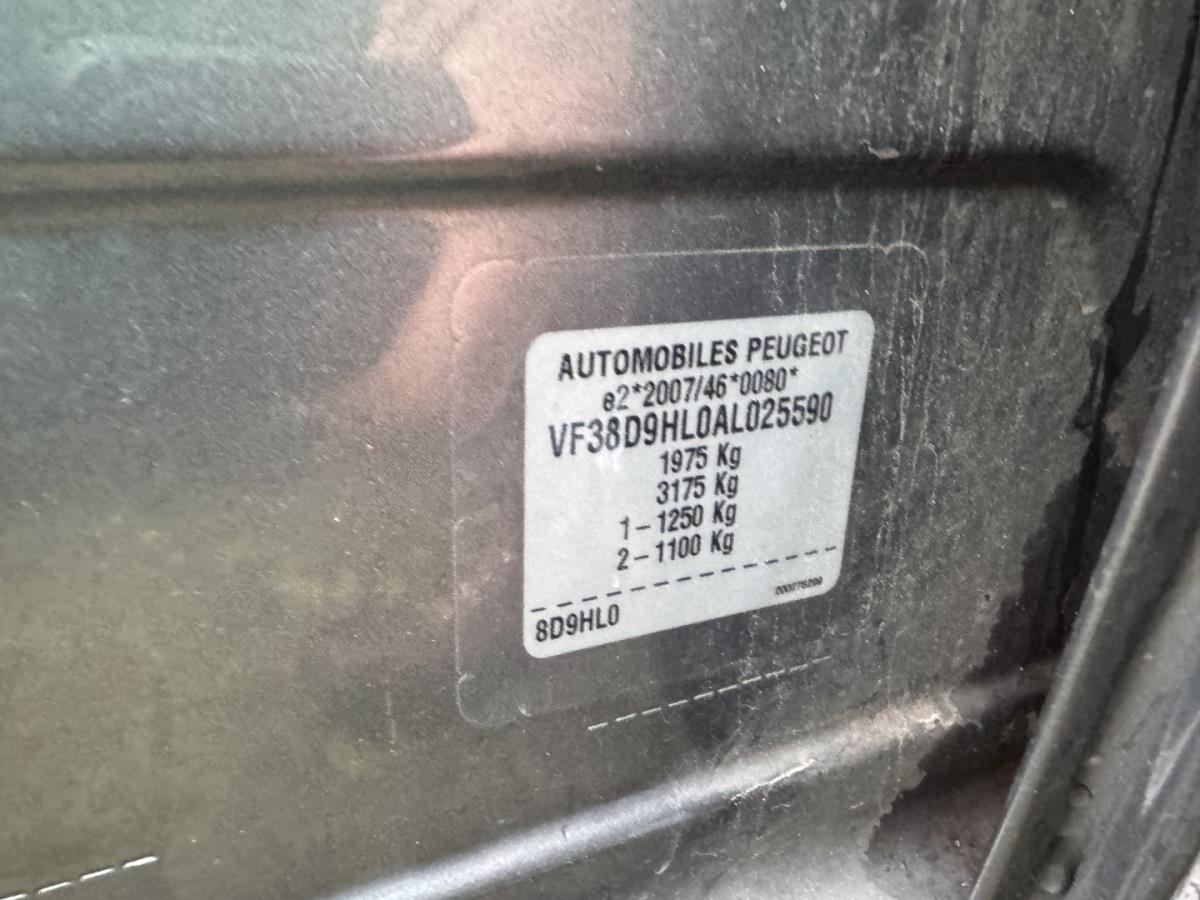 AUTOMOBILES PEUGEOT
e2*2007/46*0080*
VF38D9HL0AL025590
1975 Kg
3175 Kg
1-1250 Kg
2-1100 Kg
8D9HL0